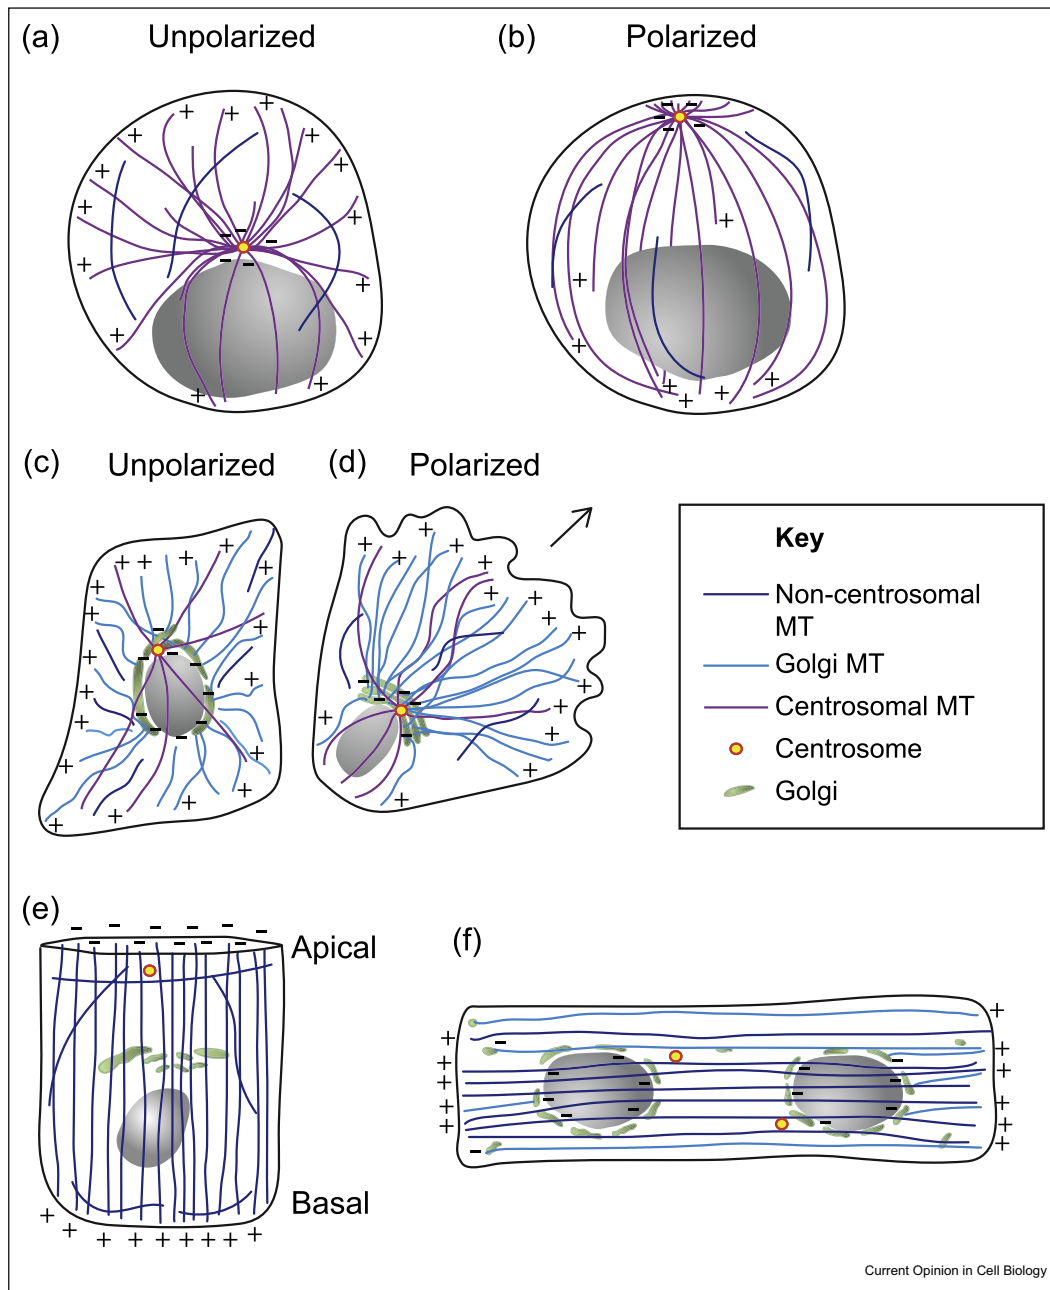 (a) Unpolarized
(b) Polarized
(c) Unpolarized
(d) Polarized
Key
Non-centrosomal
MT
Golgi MT
Centrosomal MT
Centrosome
Golgi
(e)
Apical
Basal
(f)
Current Opinion in Cell Biology